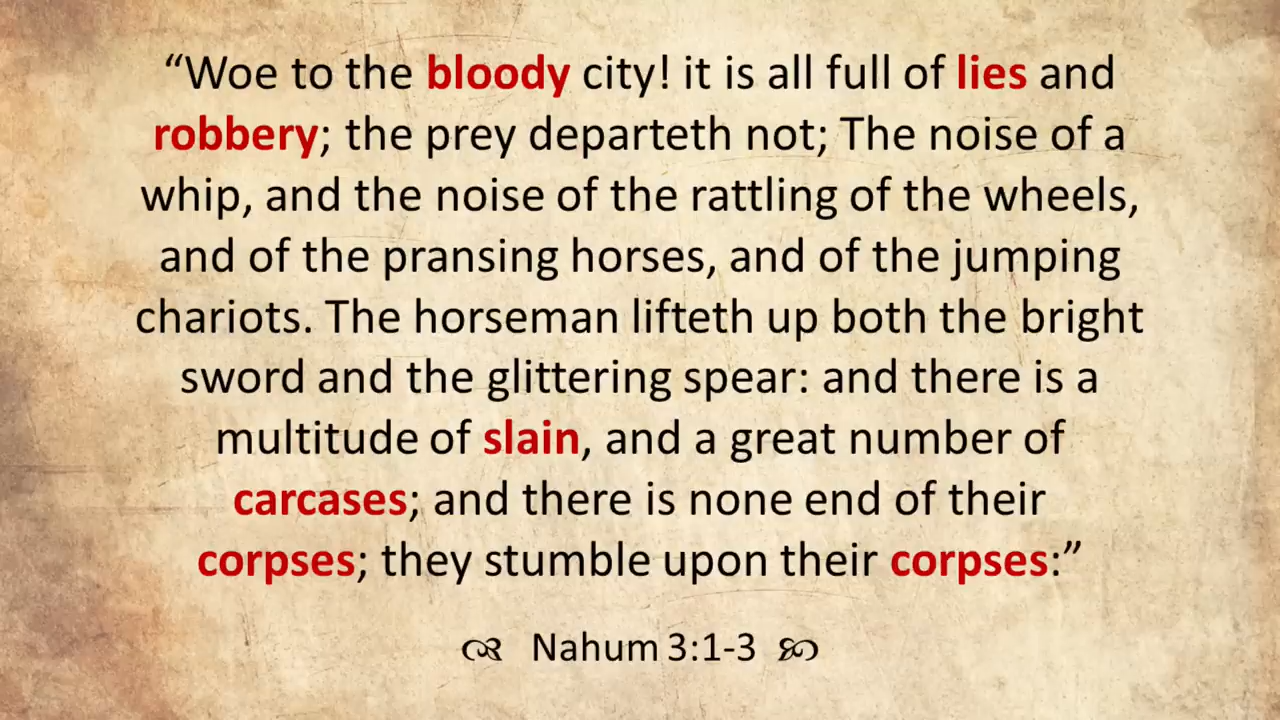 “Woe to the bloody city! it is all full of lies and
robbery; the prey departeth not; The noise of a
whip, and the noise of the rattling of the wheels,
and of the pransing horses, and of the jumping
chariots. The horseman lifteth up both the bright
sword and the glittering spear: and there is a
multitude of slain, and a great number of
carcases; and there is none end of their
corpses; they stumble upon their corpses:”
Nahum 3:1-3